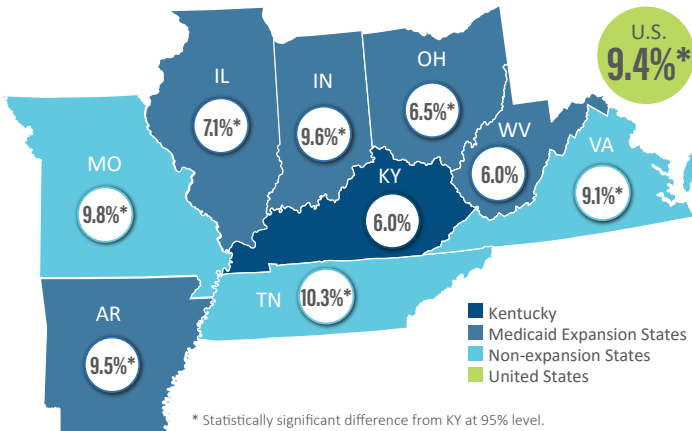 U.S.
9.4%*
IL
7.1%*
IN
9.6%*
OH
6.5%*
WV
6.0%
VA
9.1%*
MO
9.8%*
KY
6.0%
TN
10.3%*
AR
9.5%*
Kentucky
Medicaid Expansion States
Non-expansion States
United States
* Statistically significant difference from KY at 95% level.